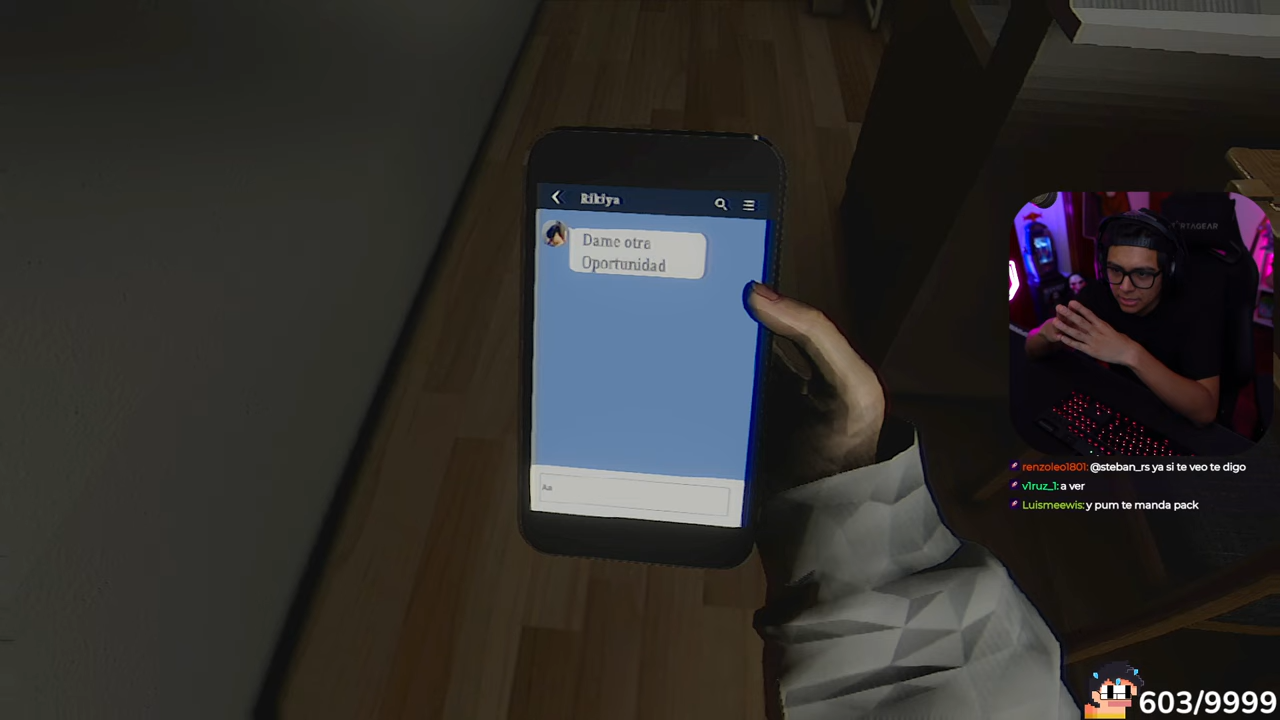 Rikiya
Dame otra
Oportunidad
Aa
renzoleo1801: @steban_rs ya si te veo te digo
v1ruz_1: a ver
Luismeewis: y pum te manda pack
603/9999